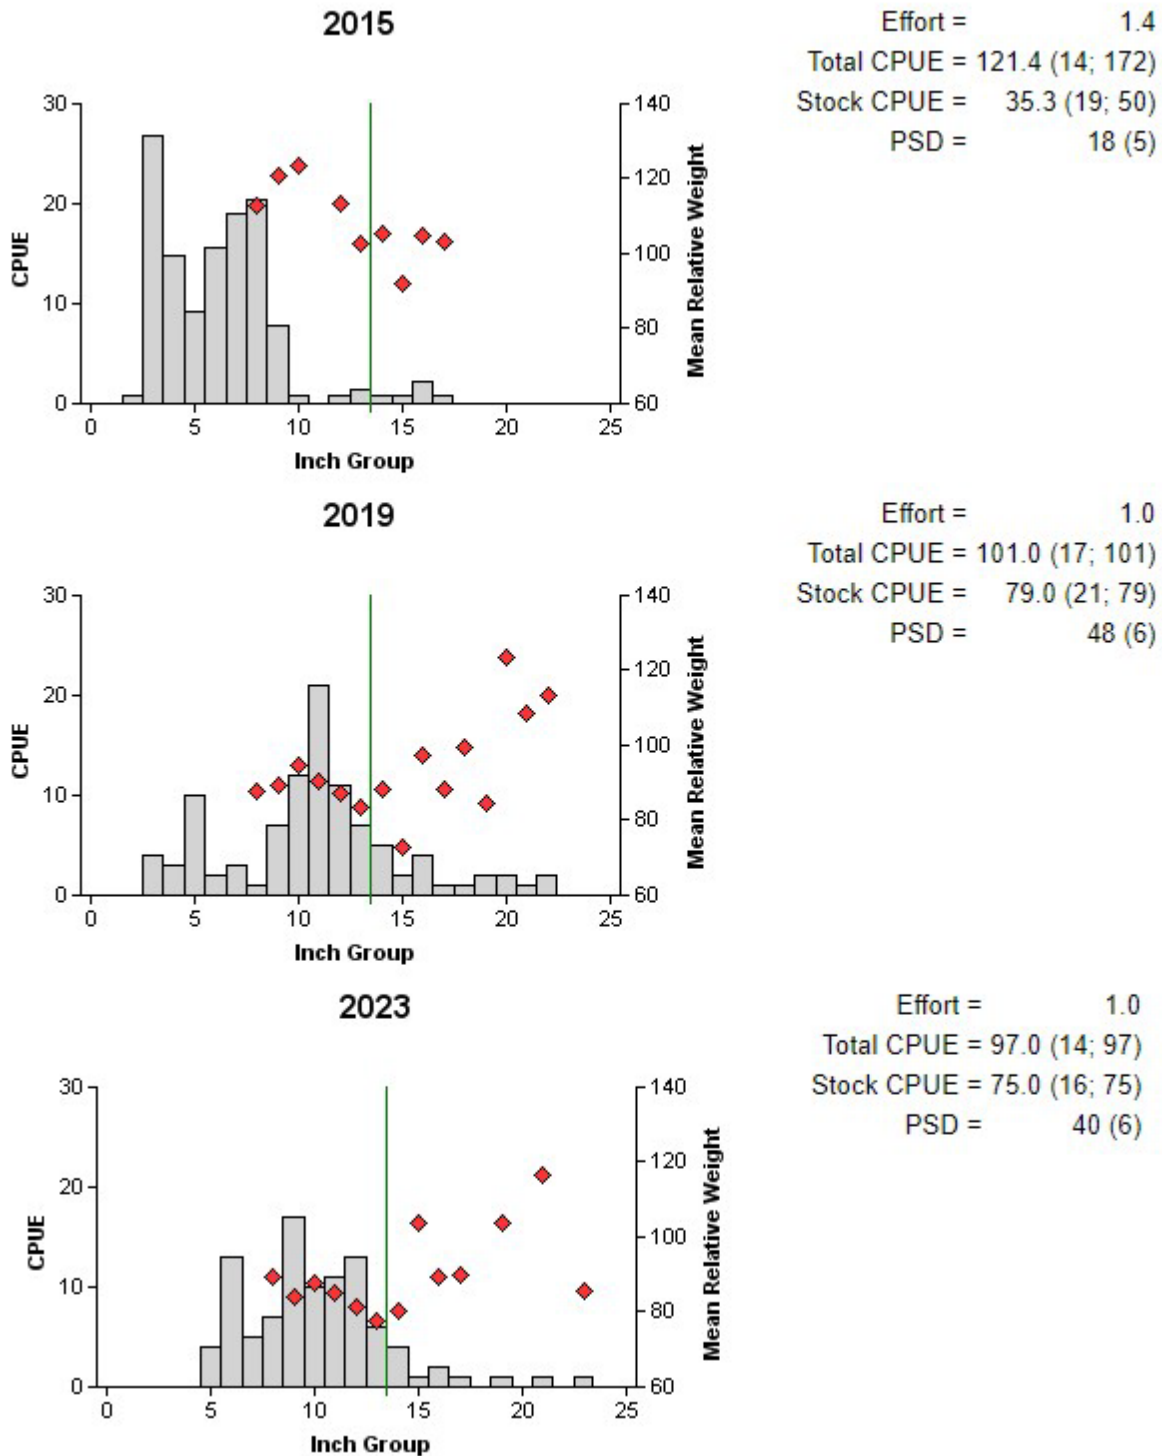 2015
Effort = 1.4
Total CPUE = 121.4 (14; 172)
Stock CPUE = 35.3 (19; 50)
PSD = 18 (5)
30
20
10
0
CPUE
140
120
100
80
60
Mean Relative Weight
0 5 10 15 20 25
Inch Group
2019
Effort = 1.0
Total CPUE = 101.0 (17; 101)
Stock CPUE = 79.0 (21; 79)
PSD = 48 (6)
30
20
10
0
CPUE
140
120
100
80
60
Mean Relative Weight
0 5 10 15 20 25
Inch Group
2023
Effort = 1.0
Total CPUE = 97.0 (14; 97)
Stock CPUE = 75.0 (16; 75)
PSD = 40 (6)
30
20
10
0
CPUE
140
120
100
80
60
Mean Relative Weight
0 5 10 15 20 25
Inch Group